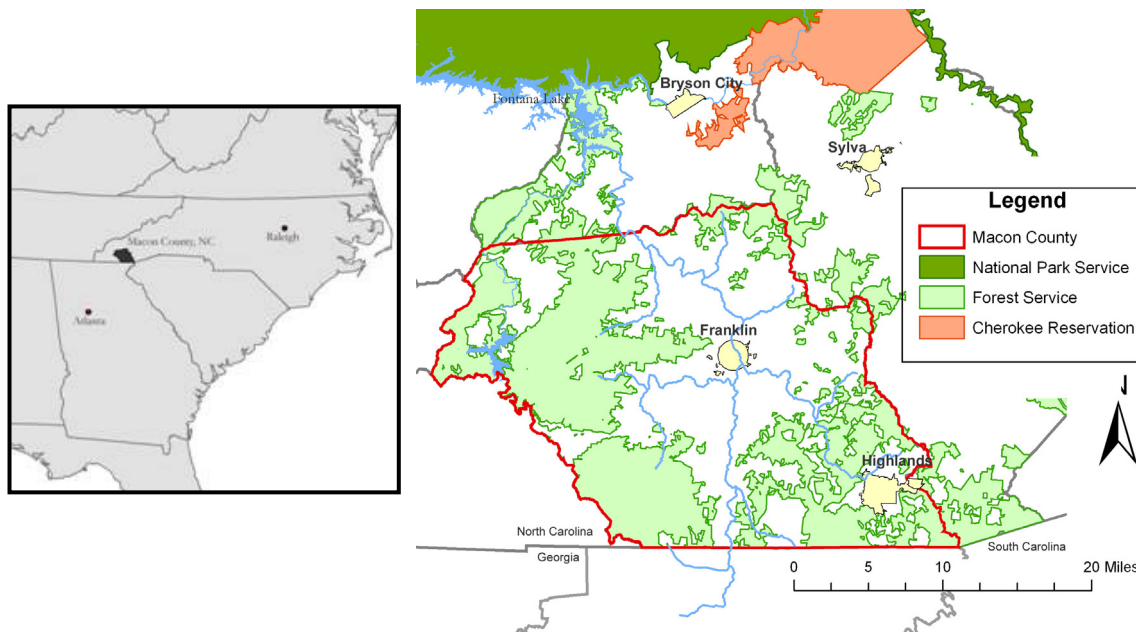 Macon County, NC
Raleigh
Atlanta
Fontana Lake
Bryson City
Sylva
Franklin
Highlands
North Carolina
Georgia
South Carolina
Legend
Macon County
National Park Service
Forest Service
Cherokee Reservation
0 5 10 20 Miles